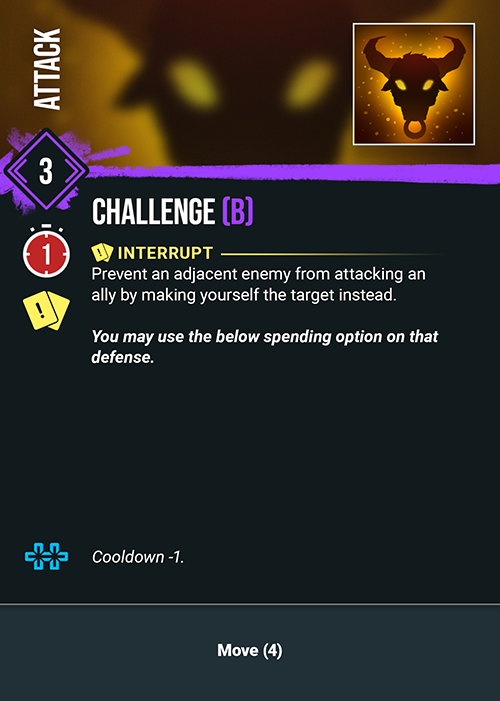 ATTACK
3
CHALLENGE (B)
1
! INTERRUPT
!
Prevent an adjacent enemy from attacking an
ally by making yourself the target instead.
You may use the below spending option on that
defense.
Cooldown -1.
Move (4)